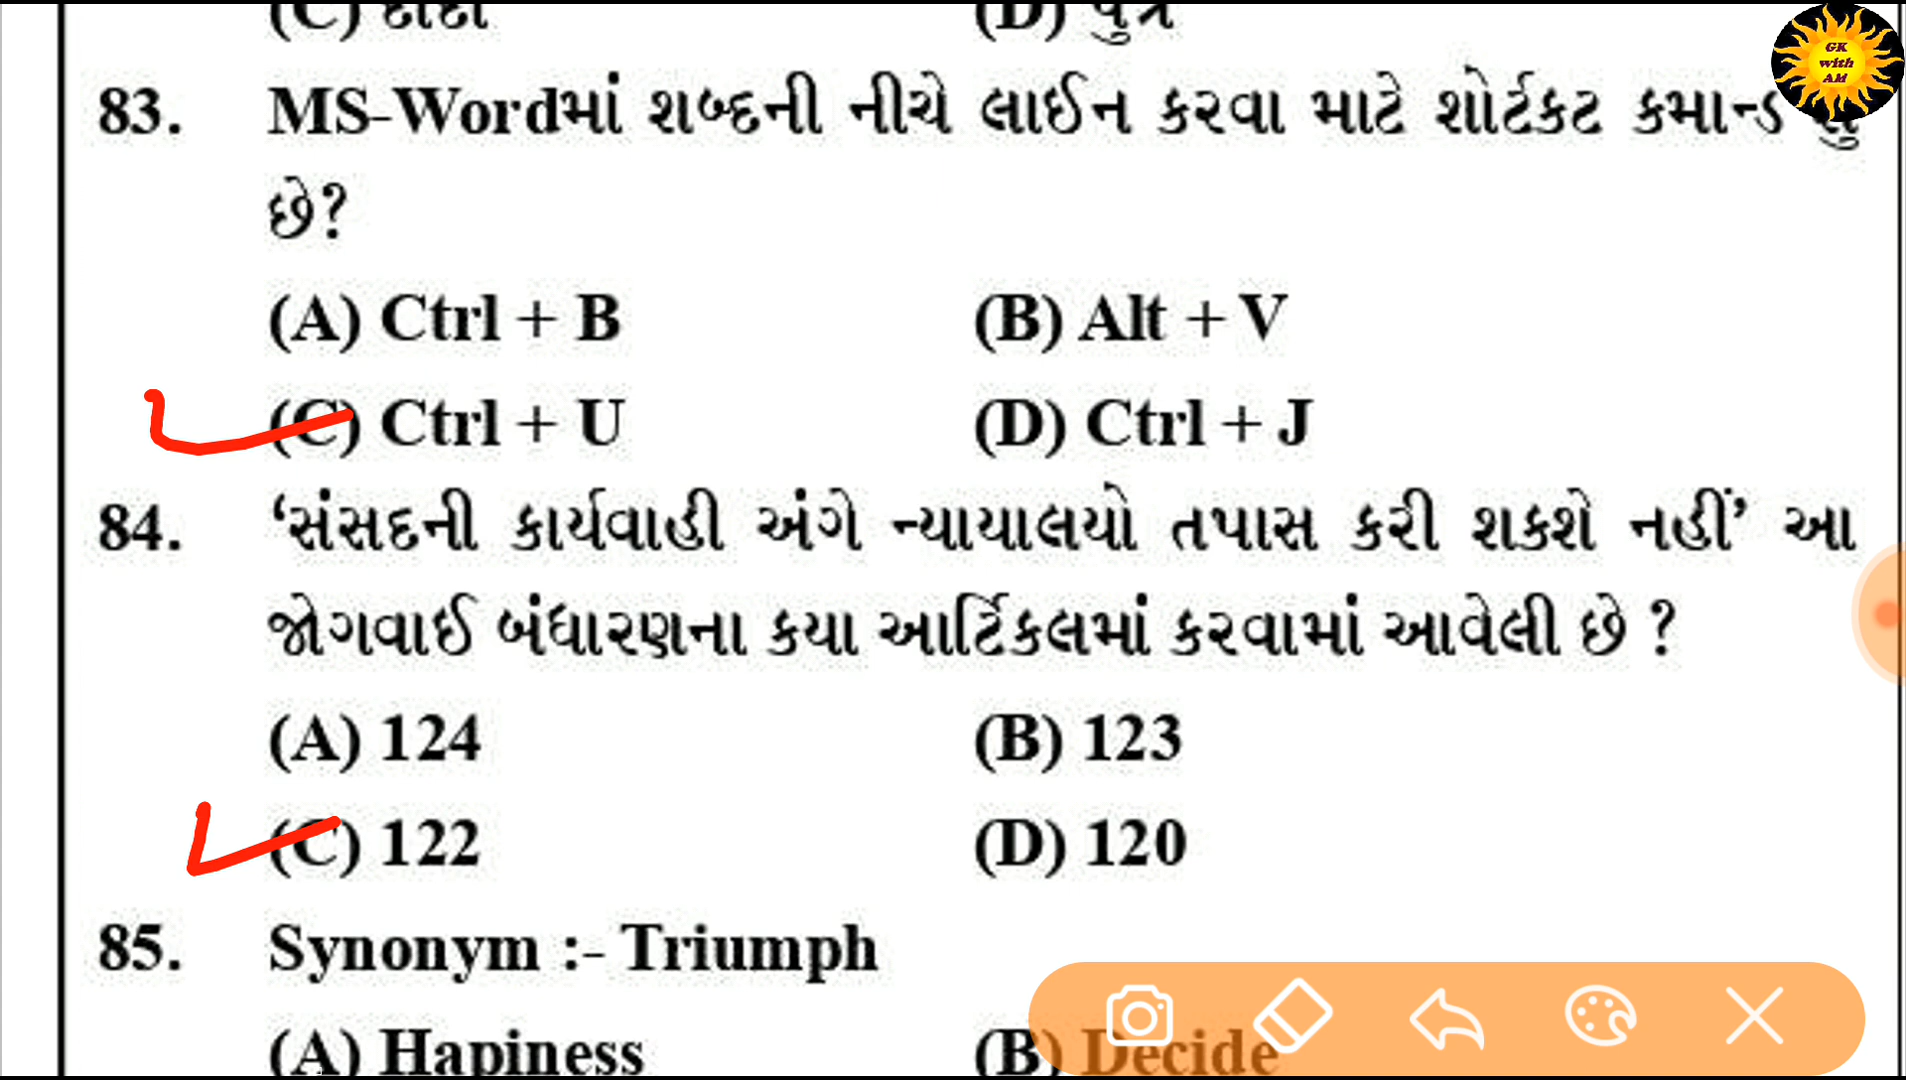 (C) દાદા (D) પુત્ર
GK
with
AM
83. MS-Wordમાં શબ્દની નીચે લાઈન કરવા માટે શોર્ટકટ કમાન્ડ શું
છે?
(A) Ctrl + B (B) Alt + V
(C) Ctrl + U (D) Ctrl + J
84. ‘સંસદની કાર્યવાહી અંગે ન્યાયાલયો તપાસ કરી શકશે નહીં’ આ
જોગવાઈ બંધારણના કયા આર્ટિકલમાં કરવામાં આવેલી છે ?
(A) 124 (B) 123
(C) 122 (D) 120
85. Synonym :- Triumph
(A) Hapiness (B) Decide